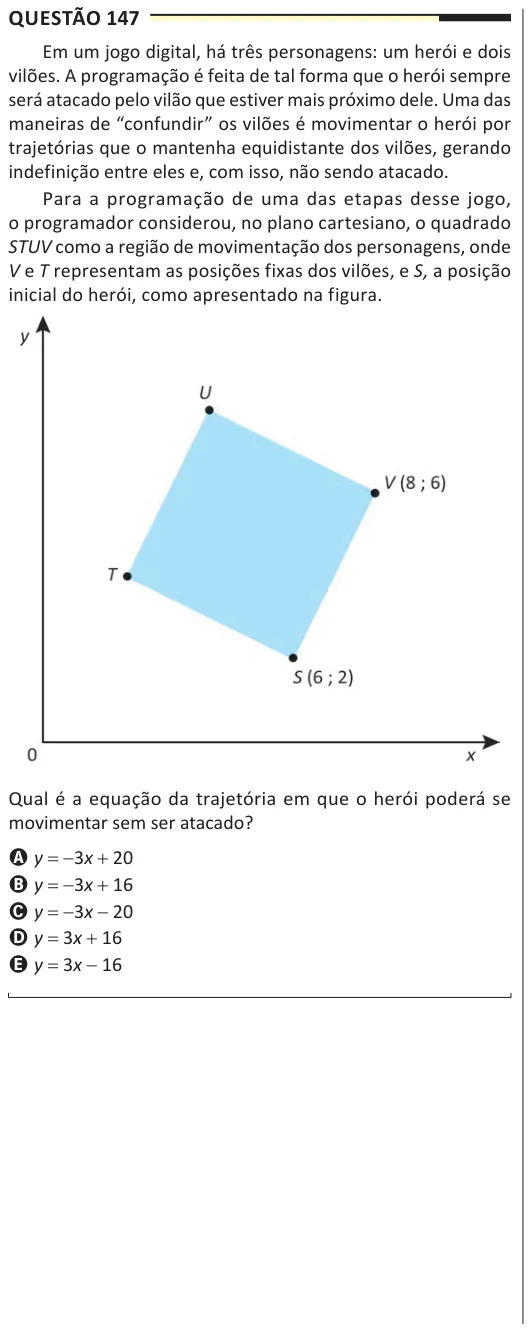 QUESTÃO 147
Em um jogo digital, há três personagens: um herói e dois
vilões. A programação é feita de tal forma que o herói sempre
será atacado pelo vilão que estiver mais próximo dele. Uma das
maneiras de “confundir” os vilões é movimentar o herói por
trajetórias que o mantenha equidistante dos vilões, gerando
indefinição entre eles e, com isso, não sendo atacado.
Para a programação de uma das etapas desse jogo,
o programador considerou, no plano cartesiano, o quadrado
STUV como a região de movimentação dos personagens, onde
V e T representam as posições fixas dos vilões, e S, a posição
inicial do herói, como apresentado na figura.
y
U
V (8 ; 6)
T
S (6 ; 2)
0
x
Qual é a equação da trajetória em que o herói poderá se
movimentar sem ser atacado?
A y = −3x + 20
B y = −3x + 16
C y = −3x − 20
D y = 3x + 16
E y = 3x − 16